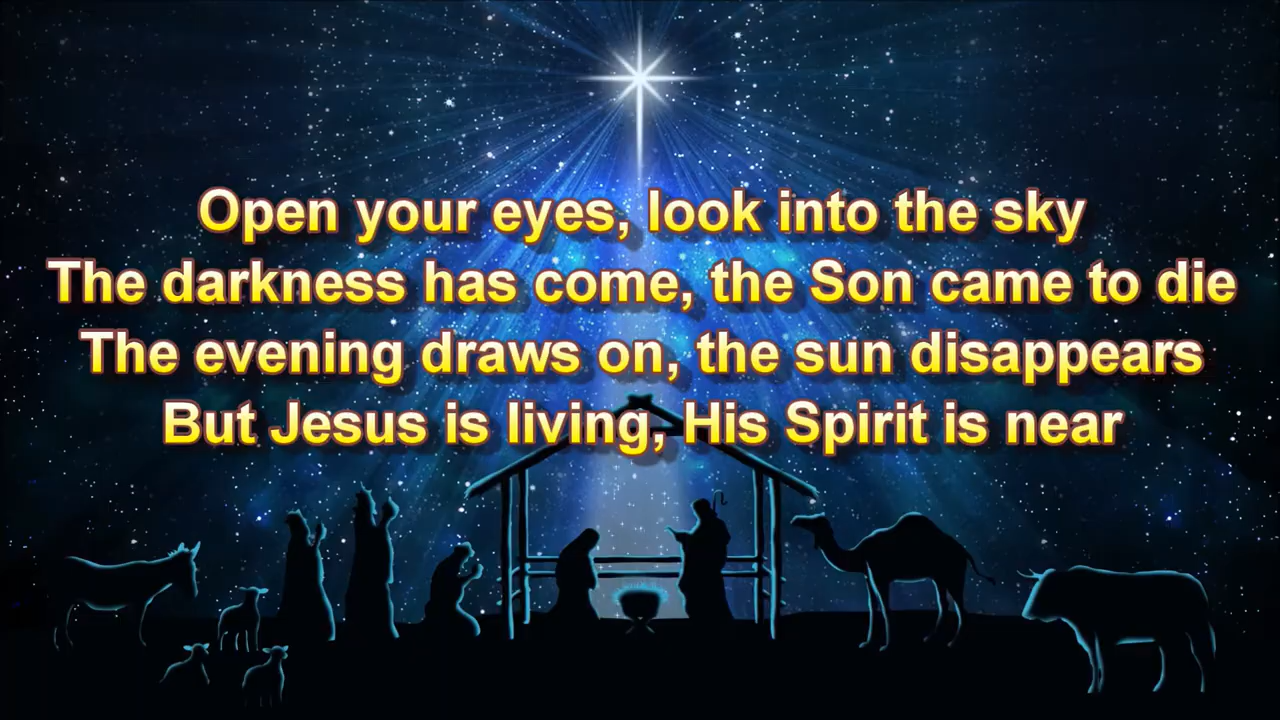 Open your eyes, look into the sky
The darkness has come, the Son came to die
The evening draws on, the sun disappears
But Jesus is living, His Spirit is near